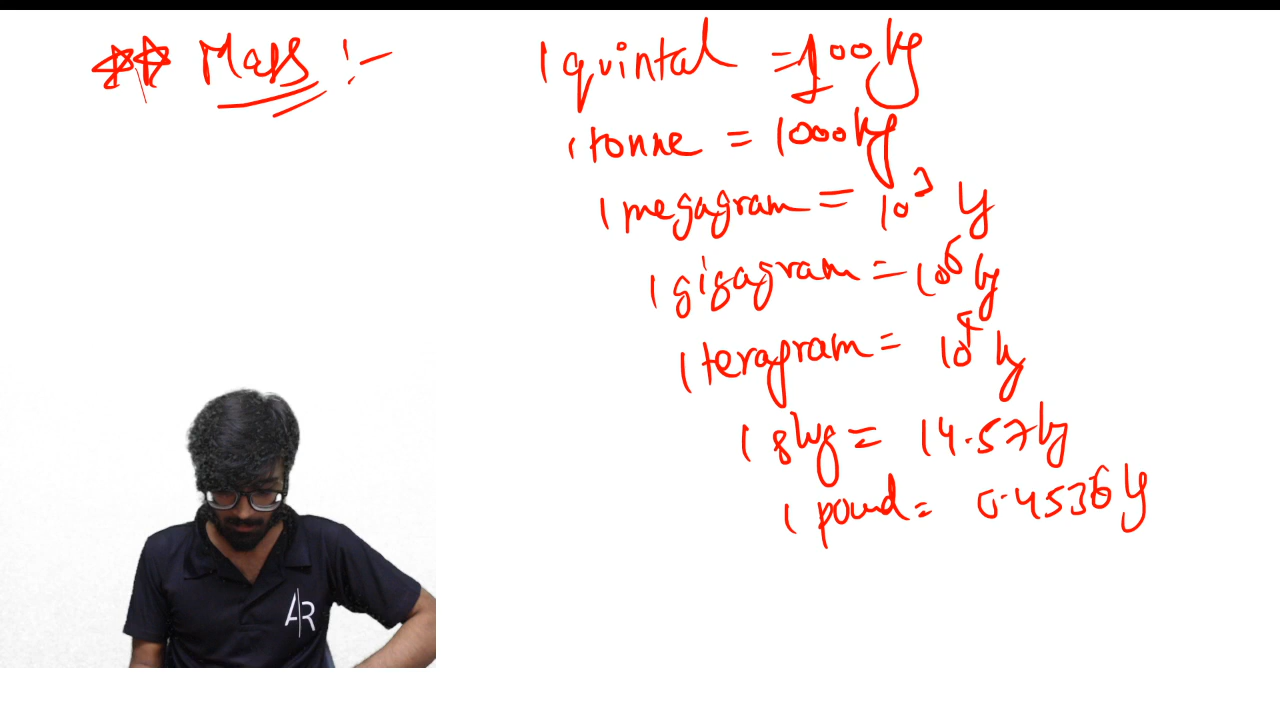 ** Mass :-
1 quintal = 100 kg
1 tonne = 1000 kg
1 megagram = 10³ kg
1 gigagram = 10⁶ kg
1 teragram = 10⁹ kg
1 slug = 14.57 kg
1 pound = 0.4536 kg
AR